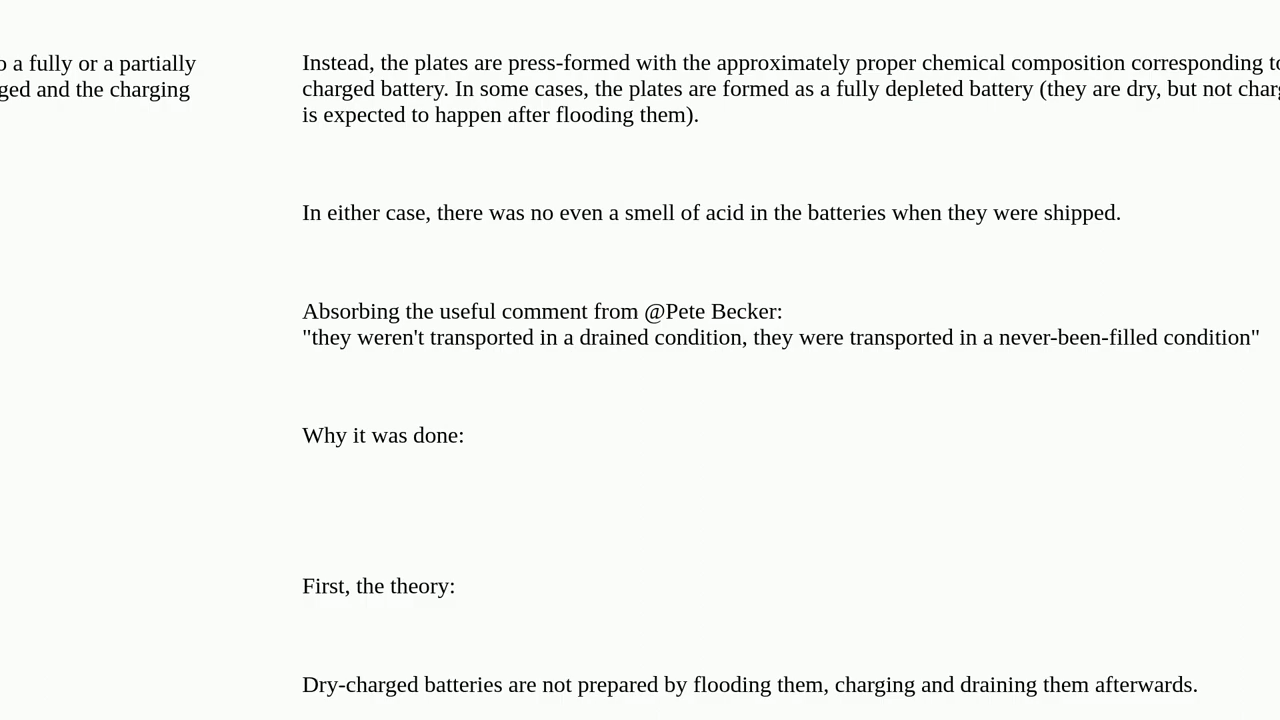 o a fully or a partially
ged and the charging
Instead, the plates are press-formed with the approximately proper chemical composition corresponding to
charged battery. In some cases, the plates are formed as a fully depleted battery (they are dry, but not charg
is expected to happen after flooding them).
In either case, there was no even a smell of acid in the batteries when they were shipped.
Absorbing the useful comment from @Pete Becker:
"they weren't transported in a drained condition, they were transported in a never-been-filled condition"
Why it was done:
First, the theory:
Dry-charged batteries are not prepared by flooding them, charging and draining them afterwards.